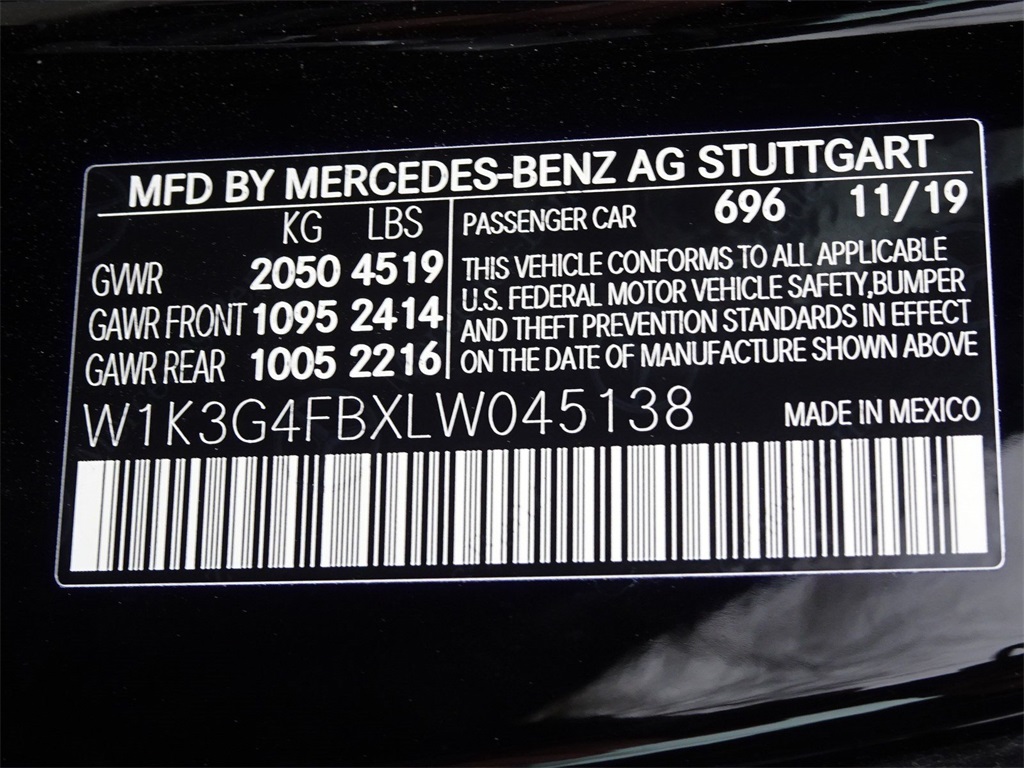 MFD BY MERCEDES-BENZ AG STUTTGART
KG LBS
GVWR 2050 4519
GAWR FRONT 1095 2414
GAWR REAR 1005 2216
PASSENGER CAR 696 11/19
THIS VEHICLE CONFORMS TO ALL APPLICABLE
U.S. FEDERAL MOTOR VEHICLE SAFETY,BUMPER
AND THEFT PREVENTION STANDARDS IN EFFECT
ON THE DATE OF MANUFACTURE SHOWN ABOVE
W1K3G4FBXLW045138 MADE IN MEXICO